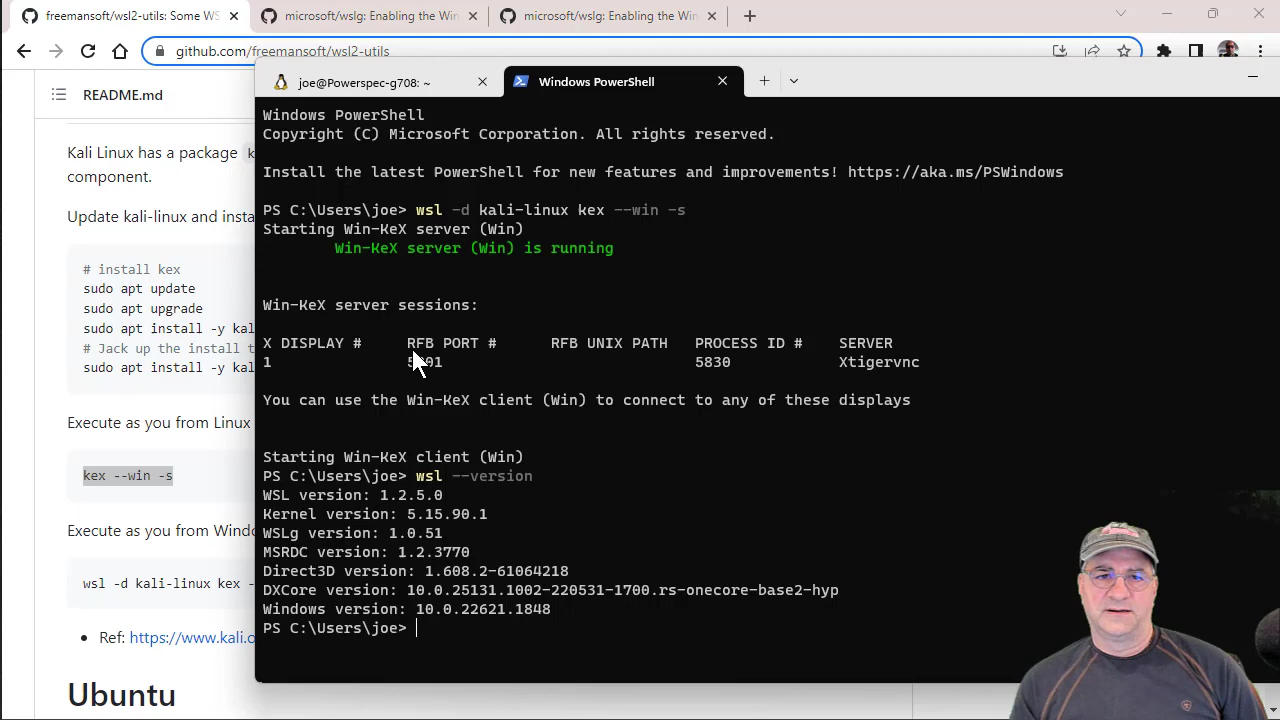 freemansoft/wsl2-utils: Some WS
microsoft/wslg: Enabling the Win
microsoft/wslg: Enabling the Win
github.com/freemansoft/wsl2-utils
README.md
Kali Linux has a package
component.
Update kali-linux and insta
# install kex
sudo apt update
sudo apt upgrade
sudo apt install -y kal
# Jack up the install t
sudo apt install -y kal
Execute as you from Linux
kex --win -s
Execute as you from Windo
wsl -d kali-linux kex -
Ref: https://www.kali.o
Ubuntu
joe@Powerspec-g708: ~
Windows PowerShell
Windows PowerShell
Copyright (C) Microsoft Corporation. All rights reserved.
Install the latest PowerShell for new features and improvements! https://aka.ms/PSWindows
PS C:\Users\joe> wsl -d kali-linux kex --win -s
Starting Win-KeX server (Win)
Win-KeX server (Win) is running
Win-KeX server sessions:
X DISPLAY # RFB PORT # RFB UNIX PATH PROCESS ID # SERVER
1 5830 Xtigervnc
You can use the Win-KeX client (Win) to connect to any of these displays
Starting Win-KeX client (Win)
PS C:\Users\joe> wsl --version
WSL version: 1.2.5.0
Kernel version: 5.15.90.1
WSLg version: 1.0.51
MSRDC version: 1.2.3770
Direct3D version: 1.608.2-61064218
DXCore version: 10.0.25131.1002-220531-1700.rs-onecore-base2-hyp
Windows version: 10.0.22621.1848
PS C:\Users\joe>